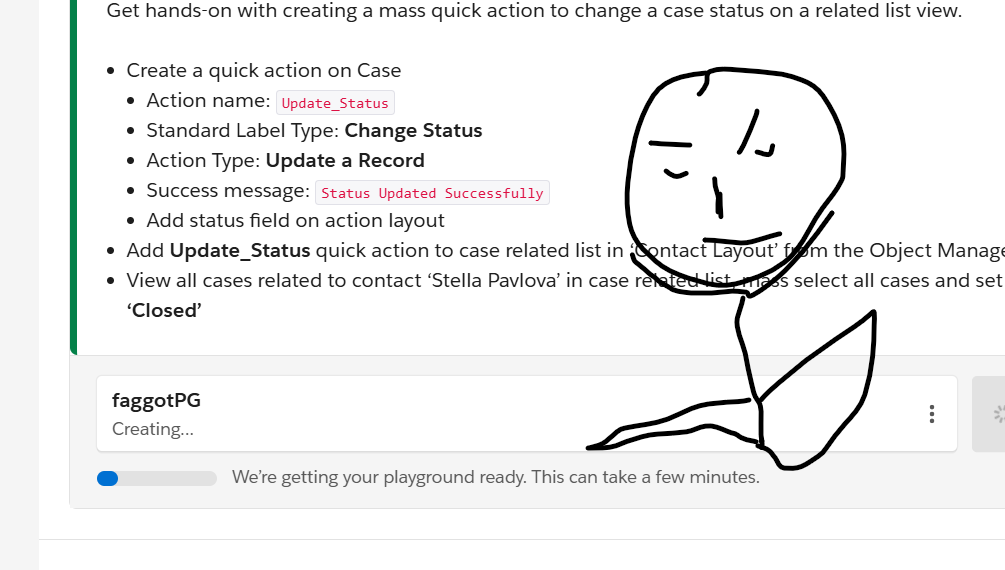 Get hands-on with creating a mass quick action to change a case status on a related list view.
Create a quick action on Case
Action name: Update_Status
Standard Label Type: Change Status
Action Type: Update a Record
Success message: Status Updated Successfully
Add status field on action layout
Add Update_Status quick action to case related list in ‘Contact Layout’ from the Object Manage
View all cases related to contact ‘Stella Pavlova’ in case related list, mass select all cases and set
‘Closed’
faggotPG
Creating...
We’re getting your playground ready. This can take a few minutes.